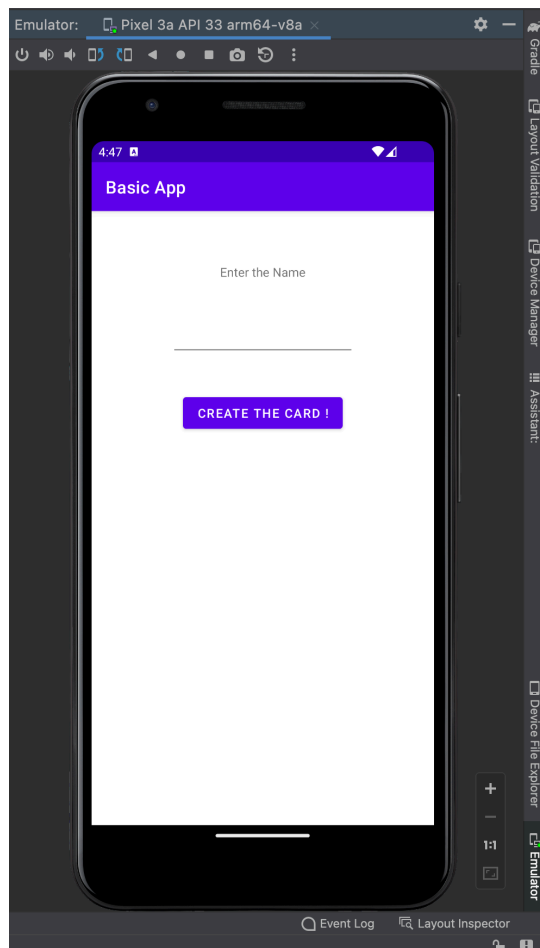 Emulator: Pixel 3a API 33 arm64-v8a
Gradle
Layout Validation
Device Manager
Assistant:
4:47 A
Basic App
Enter the Name
CREATE THE CARD !
Device File Explorer
1:1
Emulator
Event Log Layout Inspector